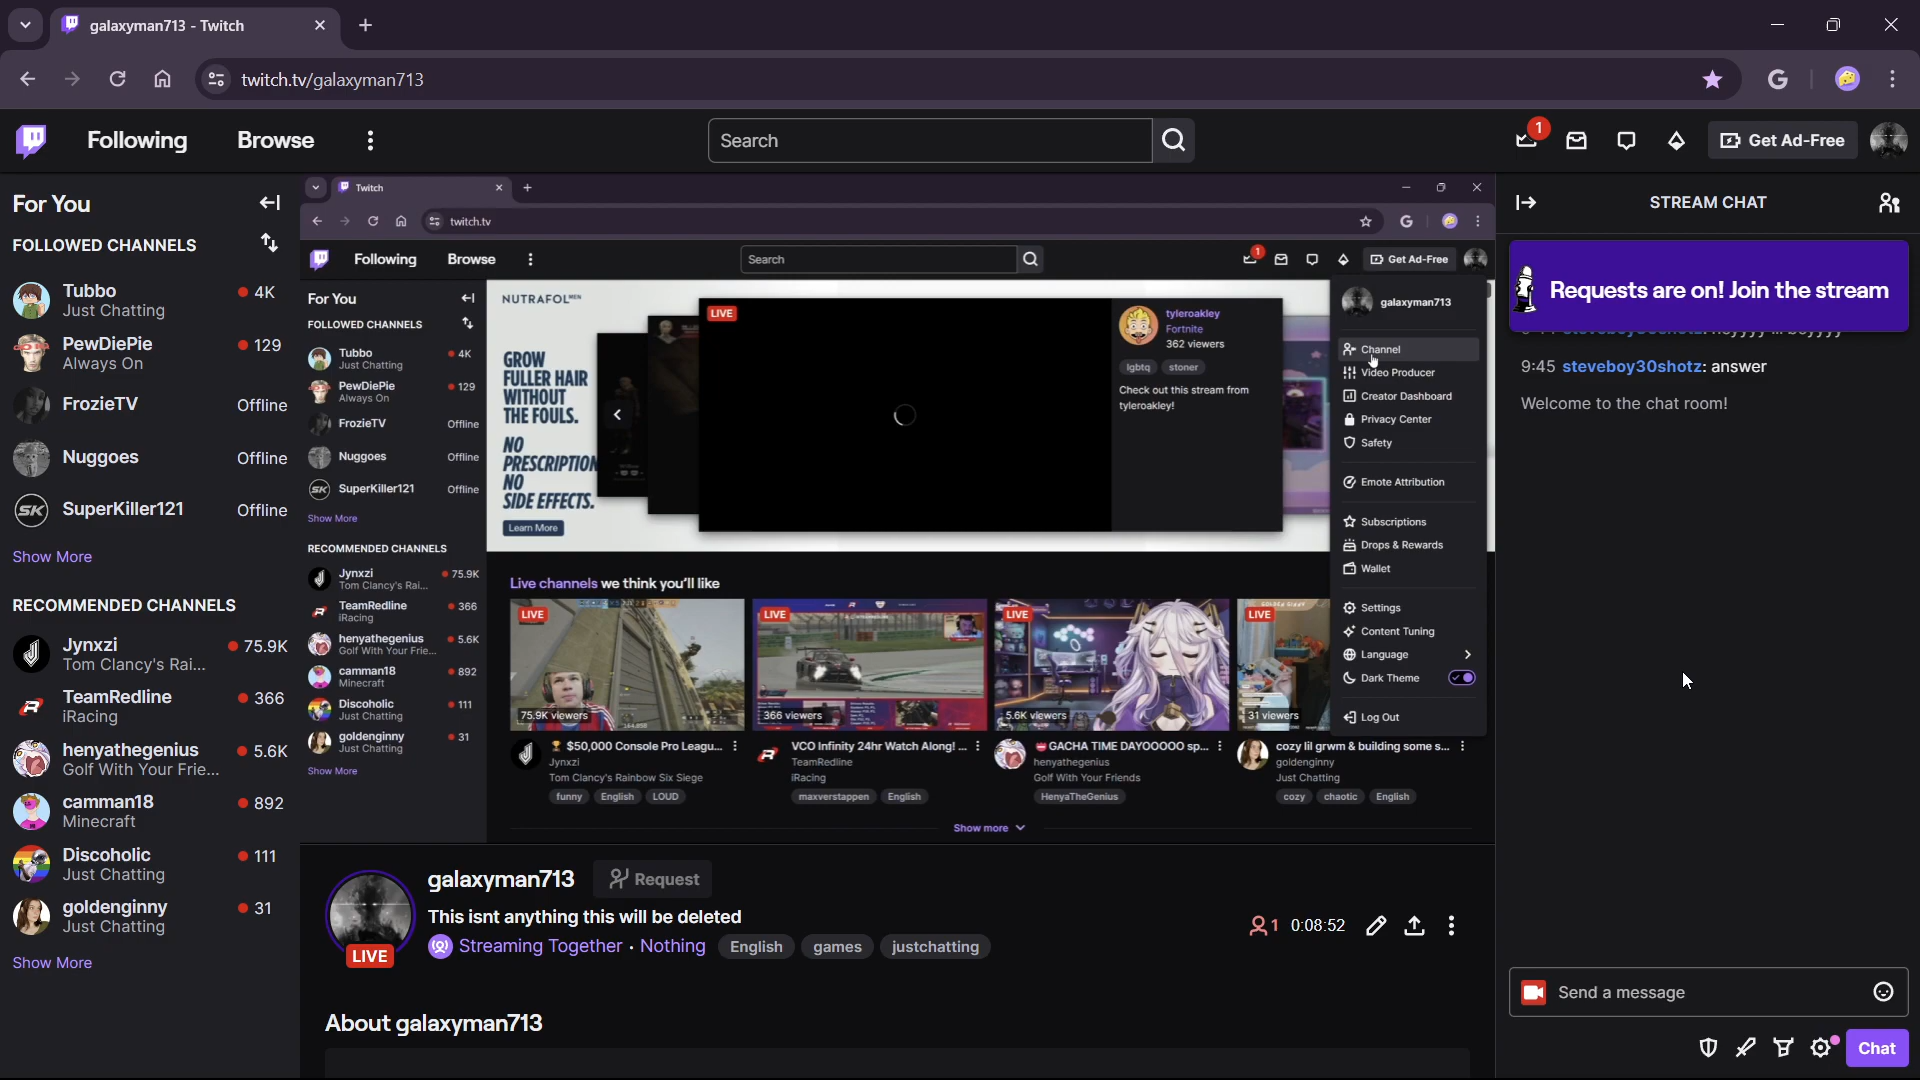 galaxyman713 - Twitch
twitch.tv/galaxyman713
Following
Browse
Search
1
Get Ad-Free
For You
FOLLOWED CHANNELS
Tubbo
4K
Just Chatting
PewDiePie
129
Always On
FrozieTV
Offline
Nuggoes
Offline
SK
SuperKiller121
Offline
Show More
RECOMMENDED CHANNELS
Jynxzi
75.9K
Tom Clancy's Rai...
TeamRedline
366
iRacing
henyathegenius
5.6K
Golf With Your Frie...
camman18
892
Minecraft
Discoholic
111
Just Chatting
goldenginny
31
Just Chatting
Show More
Twitch
twitch.tv
Following
Browse
Search
1
Get Ad-Free
For You
FOLLOWED CHANNELS
Tubbo
4K
Just Chatting
PewDiePie
129
Always On
FrozieTV
Offline
Nuggoes
Offline
SK
SuperKiller121
Offline
Show More
RECOMMENDED CHANNELS
Jynxzi
75.9K
Tom Clancy's Rai...
TeamRedline
366
iRacing
henyathegenius
5.6K
Golf With Your Frie...
camman18
892
Minecraft
Discoholic
111
Just Chatting
goldenginny
31
Just Chatting
Show More
NUTRAFOL MEN
GROW
FULLER HAIR
WITHOUT
THE FOULS.
NO
PRESCRIPTION
NO
SIDE EFFECTS.
Learn More
LIVE
tyleroakley
Fortnite
362 viewers
lgbtq
stoner
Check out this stream from
tyleroakley!
galaxyman713
Channel
Video Producer
Creator Dashboard
Privacy Center
Safety
Emote Attribution
Subscriptions
Drops & Rewards
Wallet
Settings
Content Tuning
Language
Dark Theme
Log Out
Live channels we think you'll like
LIVE
75.9K viewers
$50,000 Console Pro Leagu...
Jynxzi
Tom Clancy's Rainbow Six Siege
funny
English
LOUD
LIVE
366 viewers
VCO Infinity 24hr Watch Along! ...
TeamRedline
iRacing
maxverstappen
English
LIVE
5.6K viewers
GACHA TIME DAYOOOOO sp...
henyathegenius
Golf With Your Friends
HenyaTheGenius
LIVE
31 viewers
cozy lil grwm & building some s...
goldenginny
Just Chatting
cozy
chaotic
English
Show more
LIVE
galaxyman713
Request
This isnt anything this will be deleted
Streaming Together · Nothing
English
games
justchatting
1
0:08:52
About galaxyman713
STREAM CHAT
Requests are on! Join the stream
9:45 steveboy30shotz: answer
Welcome to the chat room!
Send a message
Chat